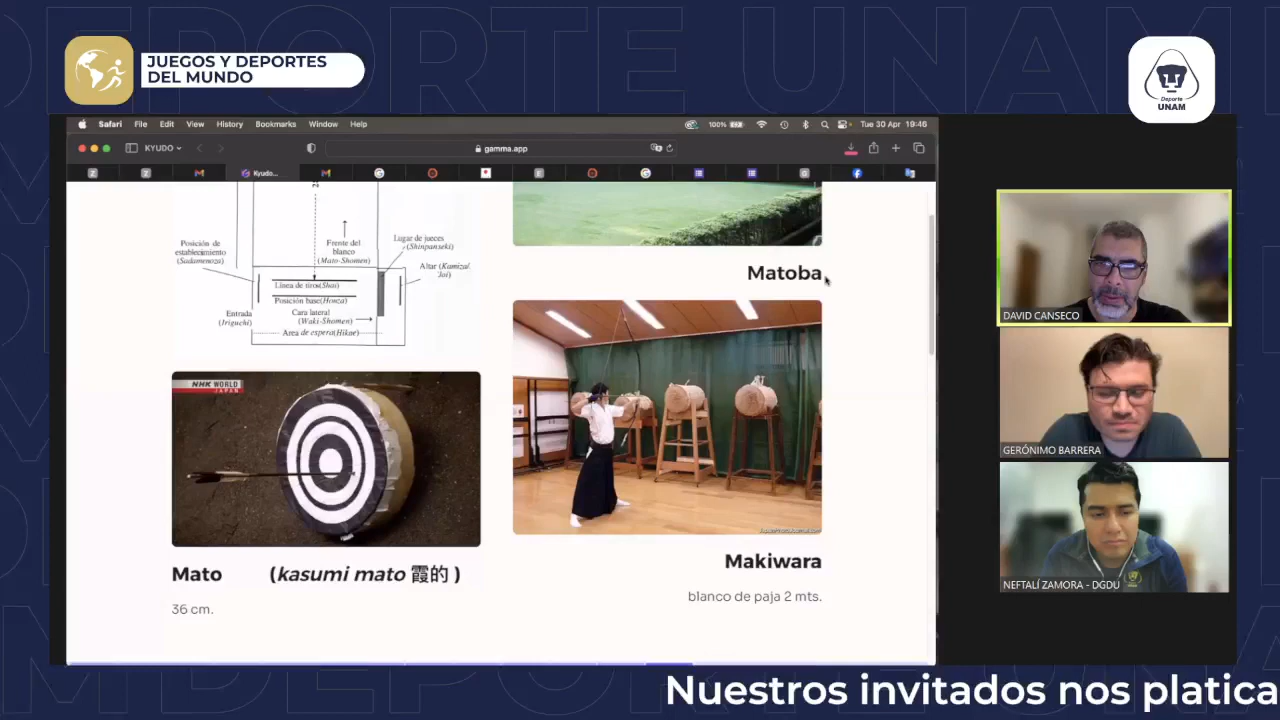 JUEGOS Y DEPORTES
DEL MUNDO
Deporte
UNAM
Safari File Edit View History Bookmarks Window Help
100%
Tue 30 Apr 19:46
KYUDO
gamma.app
Kyudo...
Posición de
establecimiento
(Sadamenoza)
Frente del
blanco
(Mato-Shomen)
Lugar de jueces
(Shinpanseki)
Altar (Kamiza/
Línea de tiros(Shai)
Posición base(Honza)
Cara lateral
(Waki-Shomen)
Area de espera(Hikae)
Entrada
(Iriguchi)
Matoba
NHK WORLD
JAPAN
Mato (kasumi mato 霞的 )
36 cm.
Makiwara
blanco de paja 2 mts.
DAVID CANSECO
GERÓNIMO BARRERA
NEFTALÍ ZAMORA - DGDU
Nuestros invitados nos platica